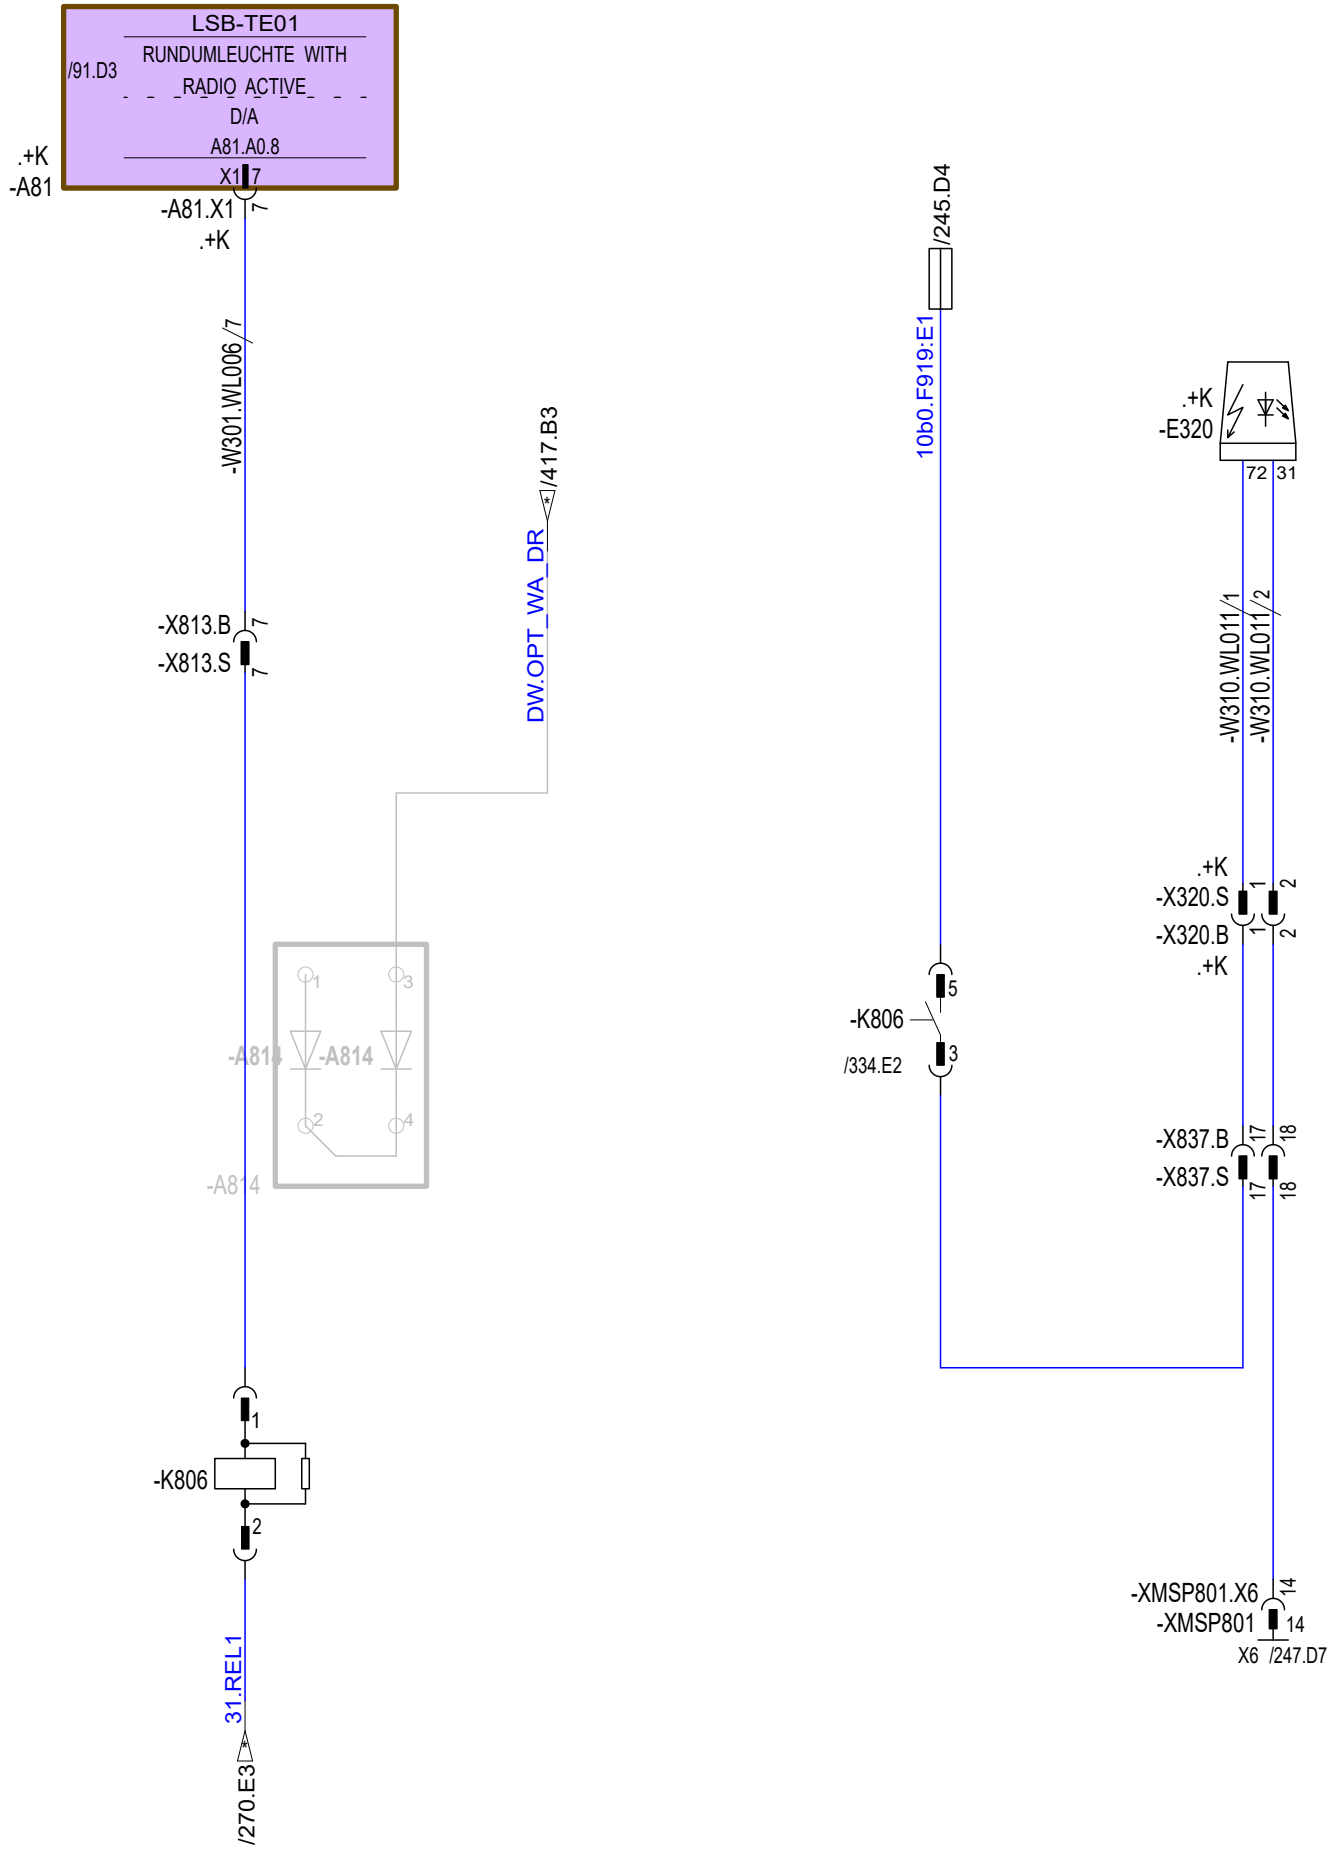 LSB-TE01
/91.D3
RUNDUMLEUCHTE WITH
RADIO ACTIVE
D/A
A81.A0.8
X1 7
.+K
-A81
-A81.X1 7
.+K
-W301.WL006 /7
-X813.B 7
-X813.S 7
/417.B3
DW.OPT_WA_DR
1
3
-A814
-A814
2
4
-A814
1
-K806
2
31.REL1
/270.E3
/245.D4
10b0.F919:E1
5
-K806
3
/334.E2
.+K
-E320
72 31
-W310.WL011/1
-W310.WL011/2
.+K
-X320.S 1 2
-X320.B 1 2
.+K
-X837.B 17 18
-X837.S 17 18
-XMSP801.X6 14
-XMSP801 14
X6 /247.D7